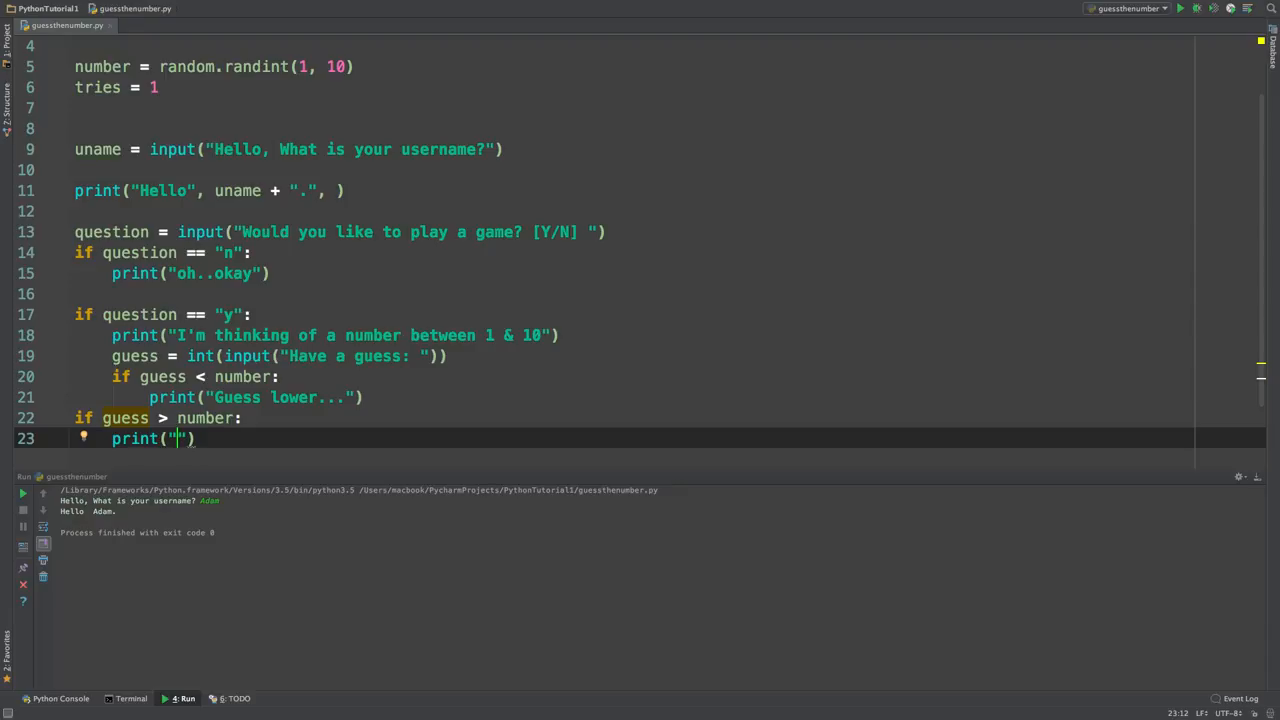 PythonTutorial1 guessthenumber.py guessthenumber
guessthenumber.py
1: Project
Z: Structure
2: Favorites
Database
4
5 number = random.randint(1, 10)
6 tries = 1
7
8
9 uname = input("Hello, What is your username?")
10
11 print("Hello", uname + ".", )
12
13 question = input("Would you like to play a game? [Y/N] ")
14 if question == "n":
15 print("oh..okay")
16
17 if question == "y":
18 print("I'm thinking of a number between 1 & 10")
19 guess = int(input("Have a guess: "))
20 if guess < number:
21 print("Guess lower...")
22 if guess > number:
23 print("")
Run guessthenumber
/Library/Frameworks/Python.framework/Versions/3.5/bin/python3.5 /Users/macbook/PycharmProjects/PythonTutorial1/guessthenumber.py
Hello, What is your username? Adam
Hello  Adam.
Process finished with exit code 0
Python Console Terminal 4: Run 6: TODO Event Log
23:12 LF÷ UTF-8÷